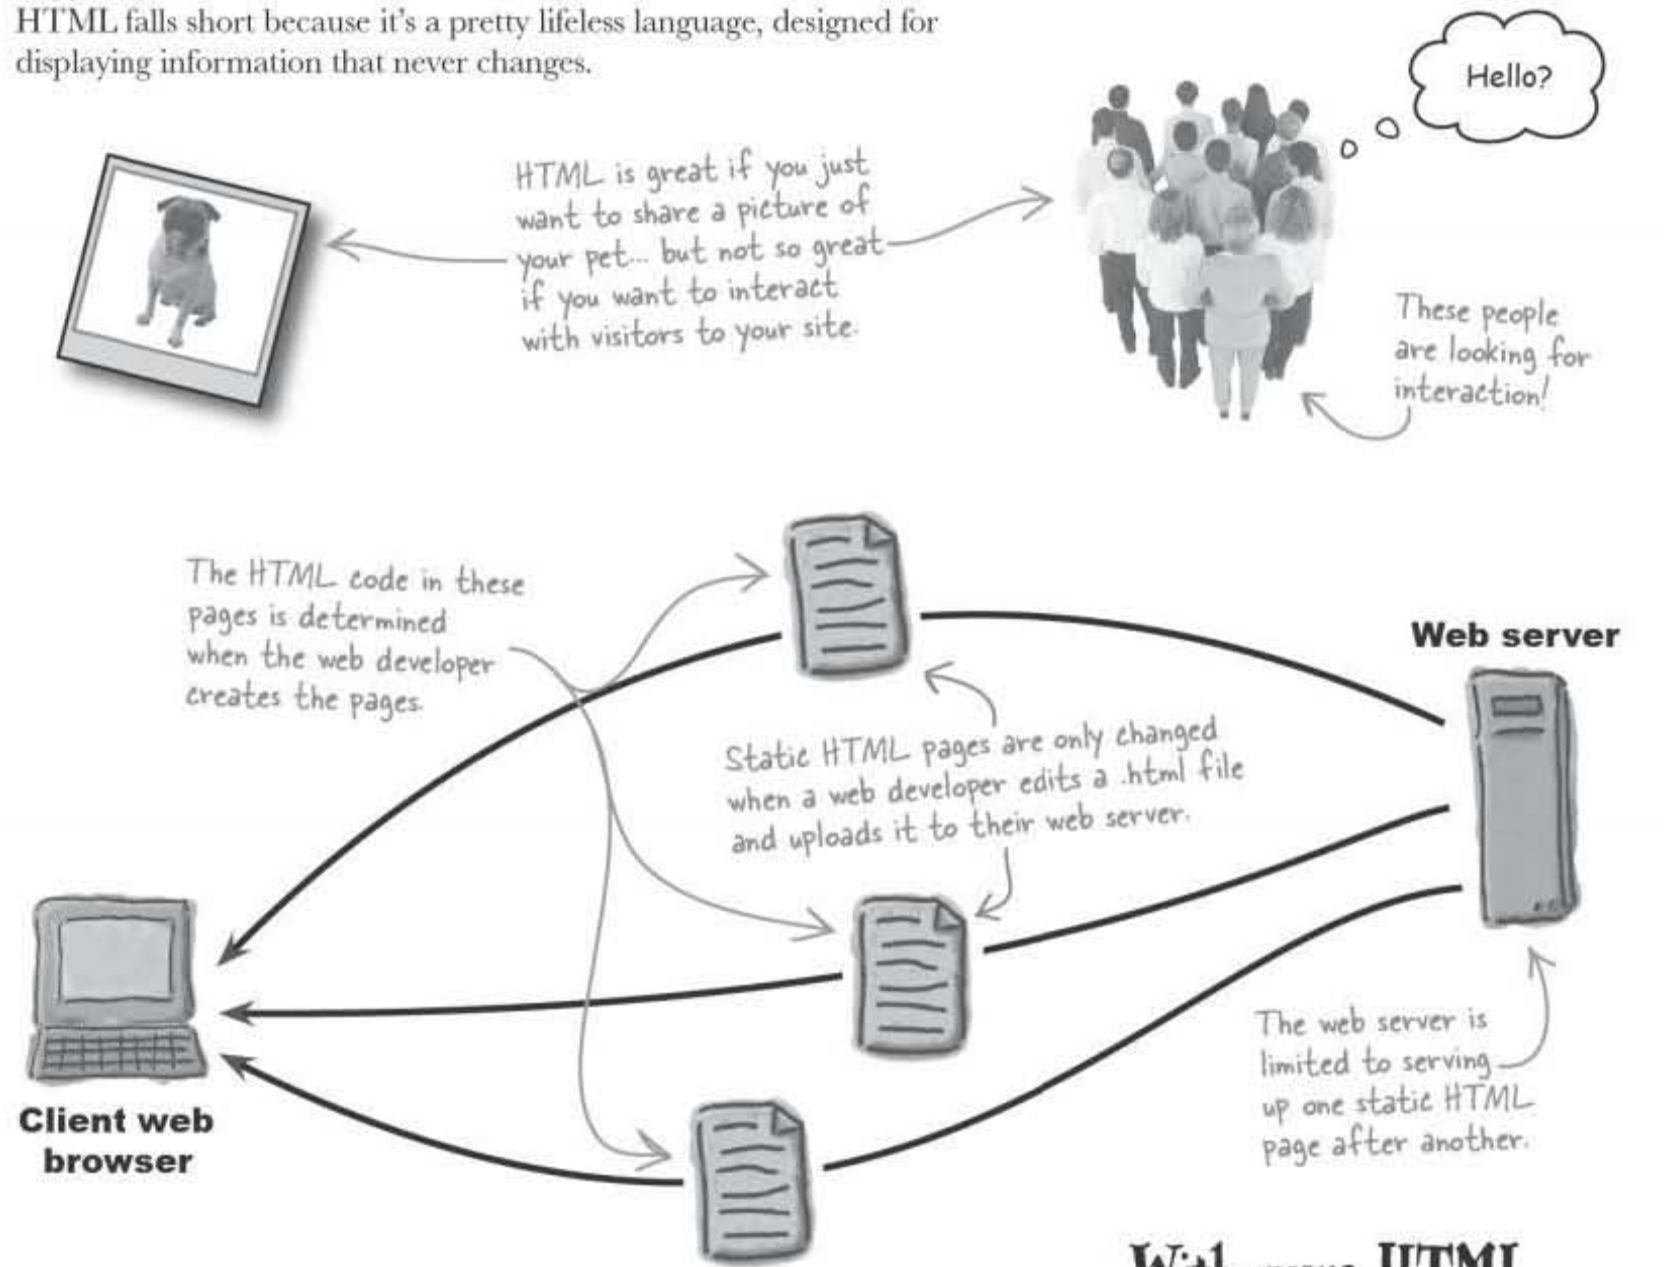 HTML falls short because it's a pretty lifeless language, designed for
displaying information that never changes.
Hello?
HTML is great if you just
want to share a picture of
your pet... but not so great
if you want to interact
with visitors to your site.
These people
are looking for
interaction!
The HTML code in these
pages is determined
when the web developer
creates the pages.
Web server
Static HTML pages are only changed
when a web developer edits a .html file
and uploads it to their web server.
The web server is
limited to serving
up one static HTML
page after another.
Client web
browser
HTML